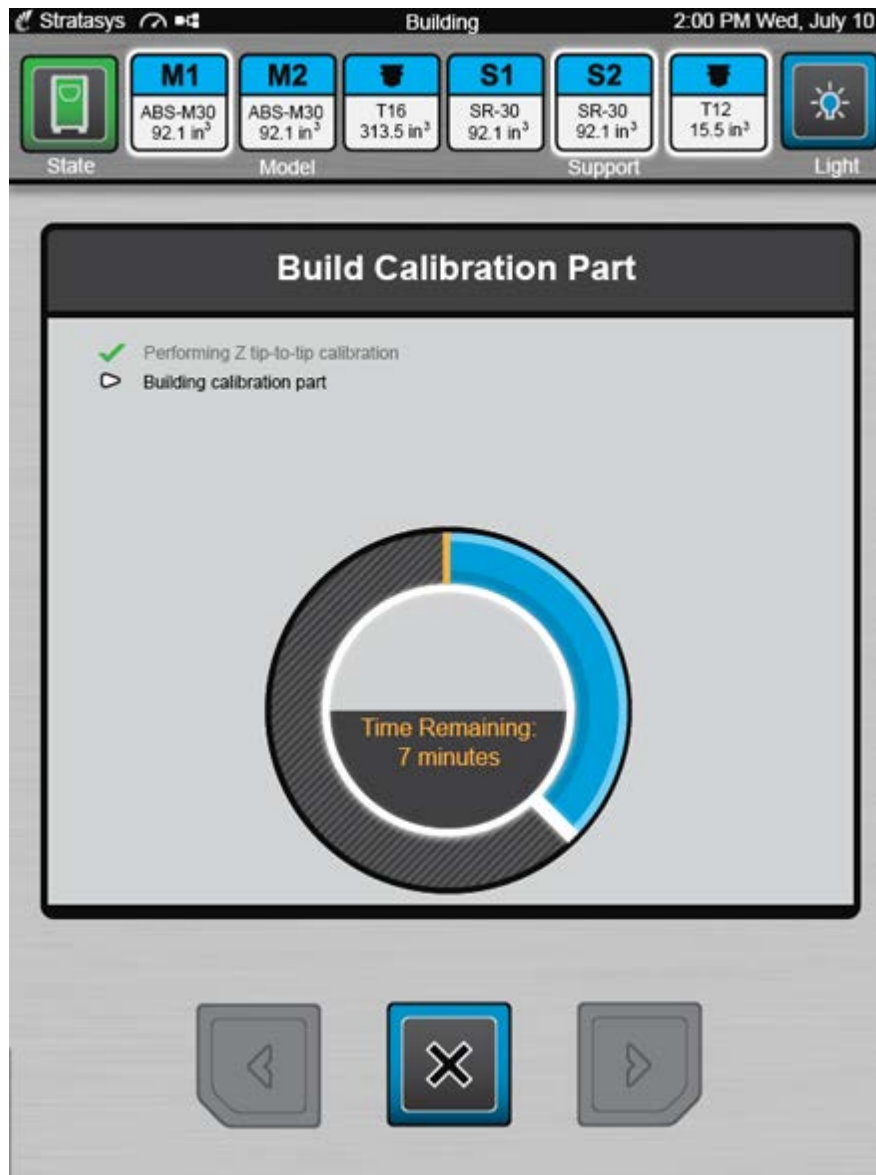 Stratasys Building 2:00 PM Wed, July 10
M1 M2 S1 S2
ABS-M30 ABS-M30 T16 SR-30 SR-30 T12
92.1 in³ 92.1 in³ 313.5 in³ 92.1 in³ 92.1 in³ 15.5 in³
State Model Support Light
Build Calibration Part
Performing Z tip-to-tip calibration
Building calibration part
Time Remaining:
7 minutes